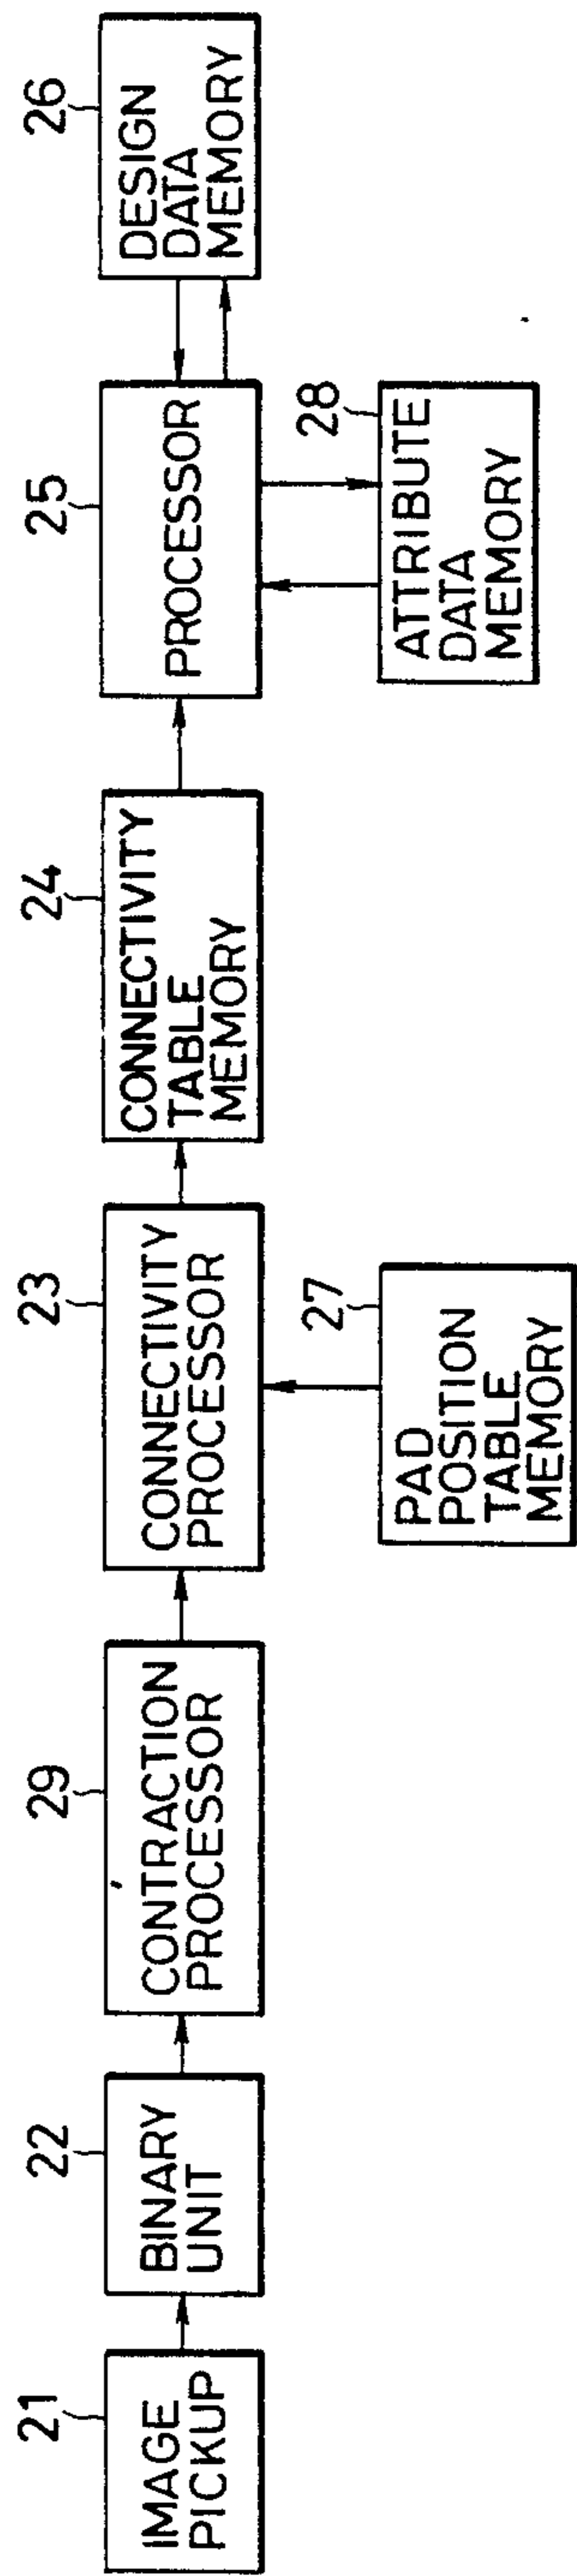 21
IMAGE
PICKUP
22
BINARY
UNIT
29
CONTRACTION
PROCESSOR
23
CONNECTIVITY
PROCESSOR
24
CONNECTIVITY
TABLE
MEMORY
25
PROCESSOR
26
DESIGN
DATA
MEMORY
27
PAD
POSITION
TABLE
MEMORY
28
ATTRIBUTE
DATA
MEMORY